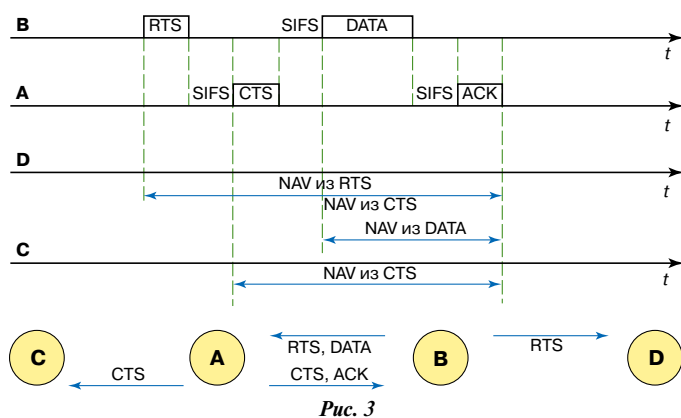 B
RTS
SIFS
DATA
t
A
SIFS
CTS
SIFS
ACK
t
D
t
NAV из RTS
NAV из CTS
NAV из DATA
C
t
NAV из CTS
C
A
B
D
RTS, DATA
RTS
CTS
CTS, ACK
Рис. 3